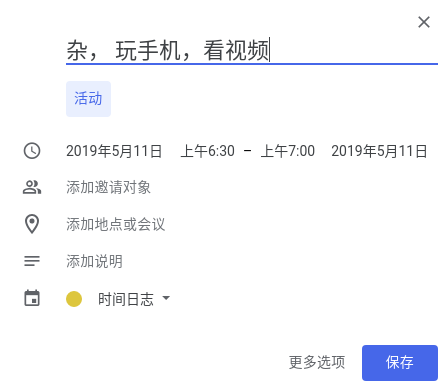 杂， 玩手机，看视频
活动
2019年5月11日 上午6:30 – 上午7:00 2019年5月11日
添加邀请对象
添加地点或会议
添加说明
时间日志
更多选项 保存